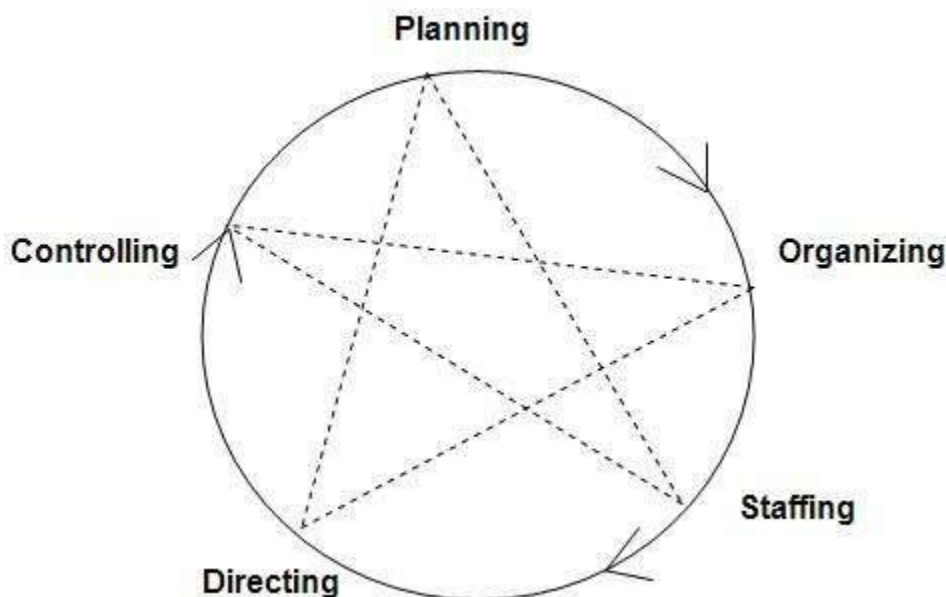 Planning
Organizing
Staffing
Directing
Controlling